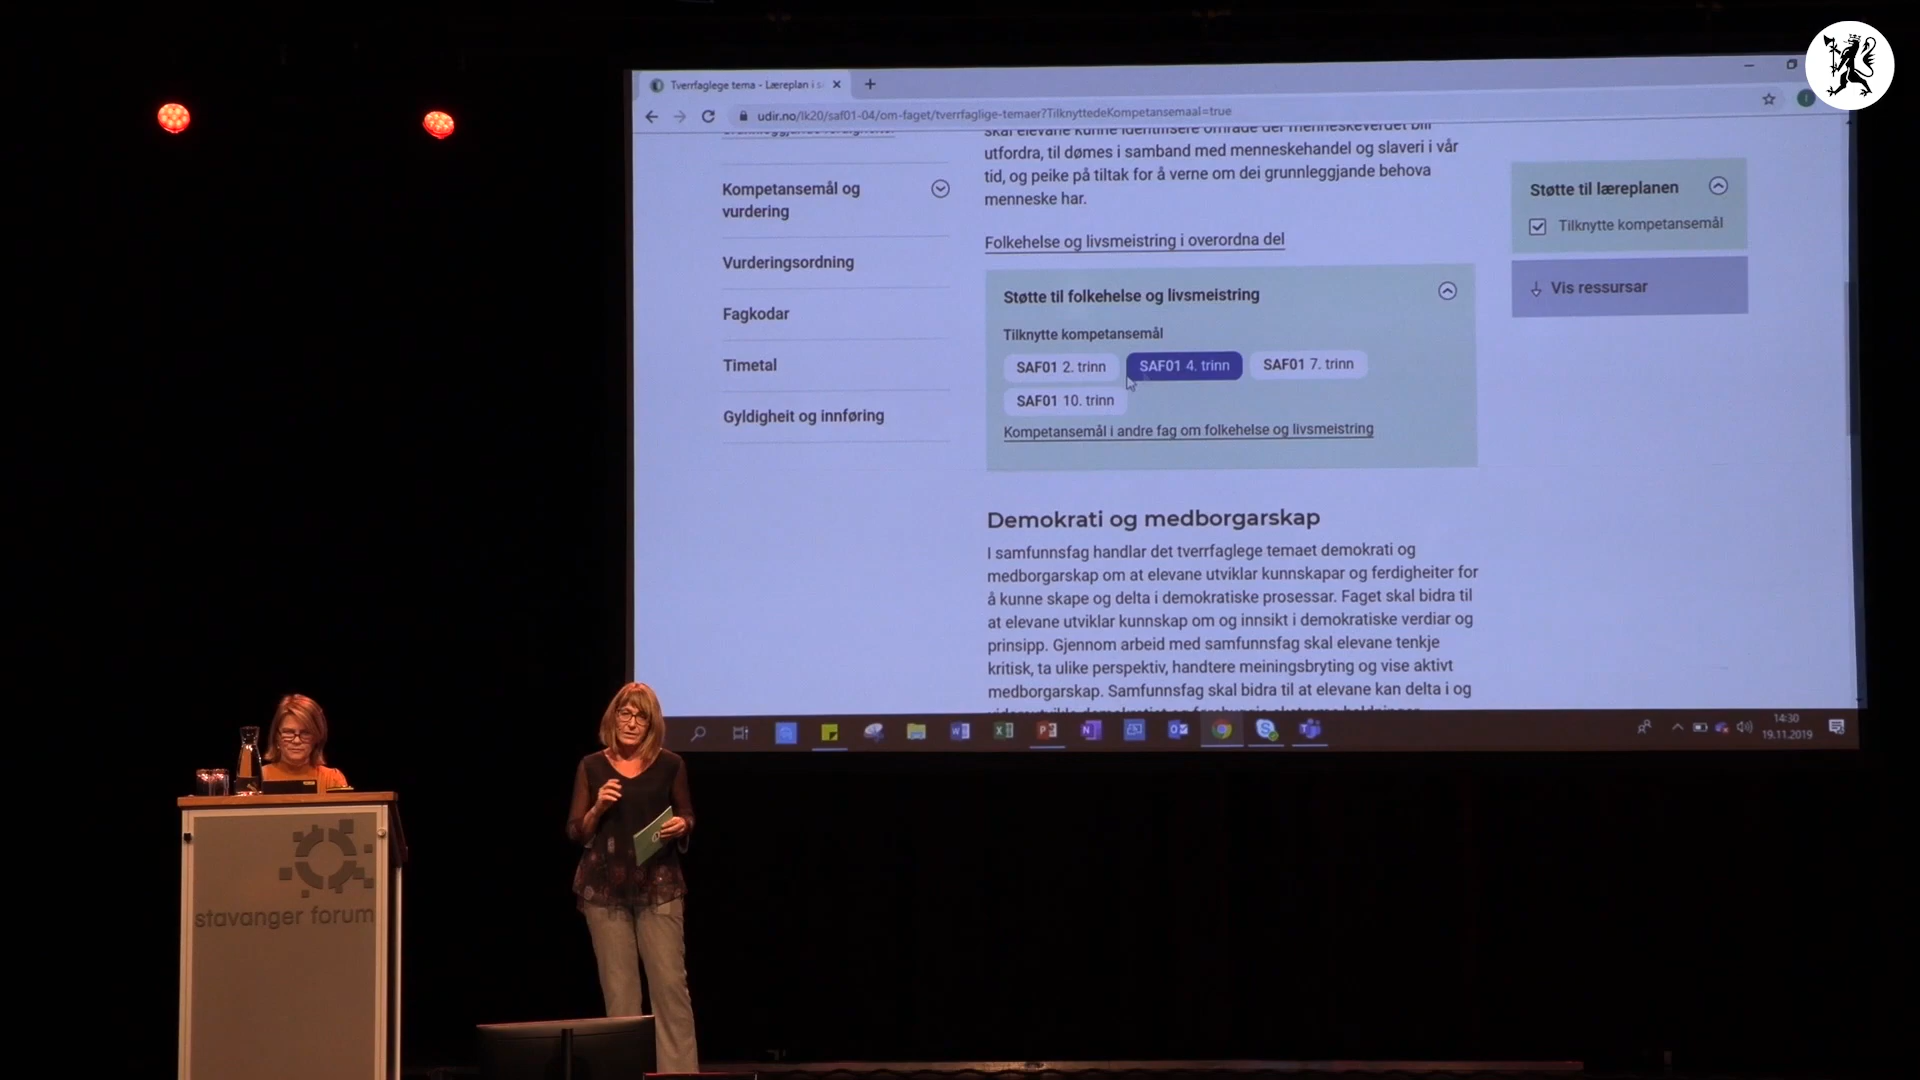 Tverrfaglege tema - Læreplan i s
udir.no/lk20/saf01-04/om-faget/tverrfaglige-temaer?TilknyttedeKompetansemaal=true
Kompetansemål og
vurdering
Vurderingsordning
Fagkodar
Timetal
Gyldigheit og innføring
skal elevane kunne identifisere område der menneskeverdet blir
utfordra, til dømes i samband med menneskehandel og slaveri i vår
tid, og peike på tiltak for å verne om dei grunnleggjande behova
menneske har.
Folkehelse og livsmeistring i overordna del
Støtte til folkehelse og livsmeistring
Tilknytte kompetansemål
SAF01 2. trinn
SAF01 4. trinn
SAF01 7. trinn
SAF01 10. trinn
Kompetansemål i andre fag om folkehelse og livsmeistring
Demokrati og medborgarskap
I samfunnsfag handlar det tverrfaglege temaet demokrati og
medborgarskap om at elevane utviklar kunnskapar og ferdigheiter for
å kunne skape og delta i demokratiske prosessar. Faget skal bidra til
at elevane utviklar kunnskap om og innsikt i demokratiske verdiar og
prinsipp. Gjennom arbeid med samfunnsfag skal elevane tenkje
kritisk, ta ulike perspektiv, handtere meiningsbryting og vise aktivt
medborgarskap. Samfunnsfag skal bidra til at elevane kan delta i og
Støtte til læreplanen
Tilknytte kompetansemål
Vis ressursar
14:30
19.11.2019
stavanger forum